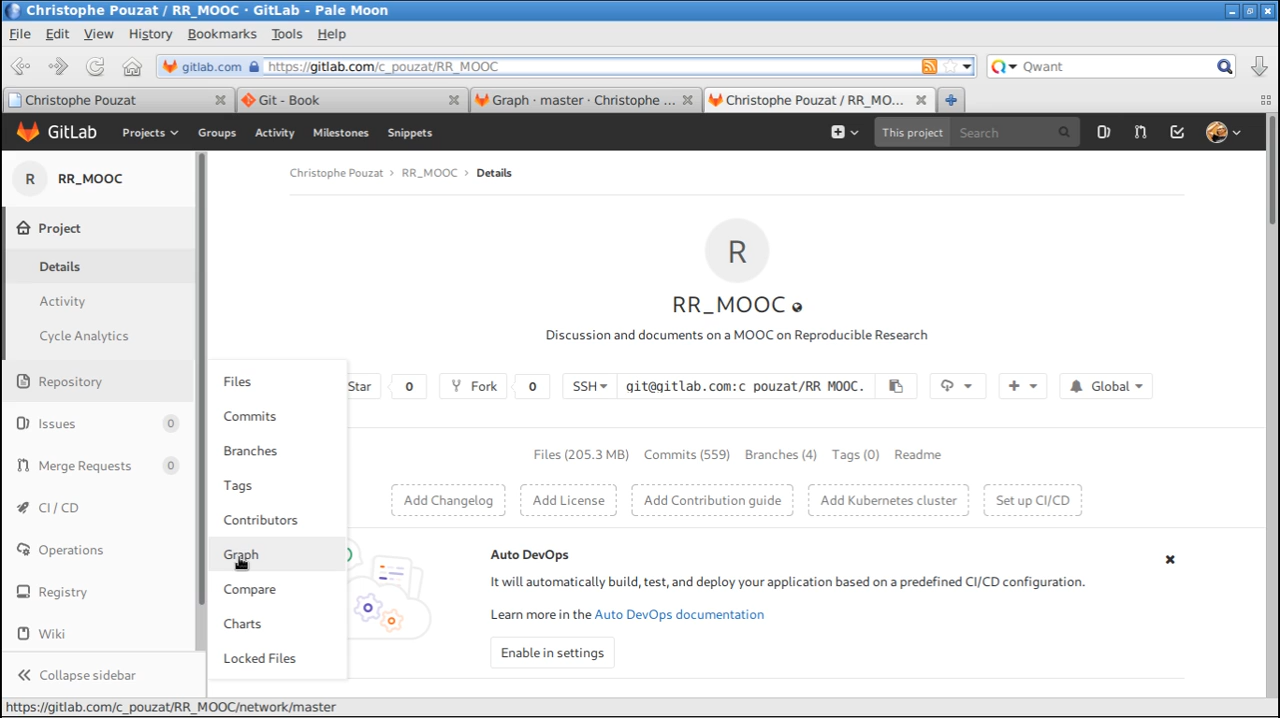 Christophe Pouzat / RR_MOOC · GitLab - Pale Moon
File Edit View History Bookmarks Tools Help
gitlab.com https://gitlab.com/c_pouzat/RR_MOOC Qwant
Christophe Pouzat Git - Book Graph · master · Christophe ... Christophe Pouzat / RR_MO...
GitLab Projects Groups Activity Milestones Snippets This project Search
R RR_MOOC
Christophe Pouzat > RR_MOOC > Details
Project
Details
Activity
Cycle Analytics
Repository
Issues 0
Merge Requests 0
CI / CD
Operations
Registry
Wiki
Collapse sidebar
Files
Commits
Branches
Tags
Contributors
Graph
Compare
Charts
Locked Files
R
RR_MOOC
Discussion and documents on a MOOC on Reproducible Research
Star 0 Fork 0 SSH git@gitlab.com:c_pouzat/RR_MOOC. Global
Files (205.3 MB) Commits (559) Branches (4) Tags (0) Readme
Add Changelog Add License Add Contribution guide Add Kubernetes cluster Set up CI/CD
Auto DevOps
It will automatically build, test, and deploy your application based on a predefined CI/CD configuration.
Learn more in the Auto DevOps documentation
Enable in settings
https://gitlab.com/c_pouzat/RR_MOOC/network/master